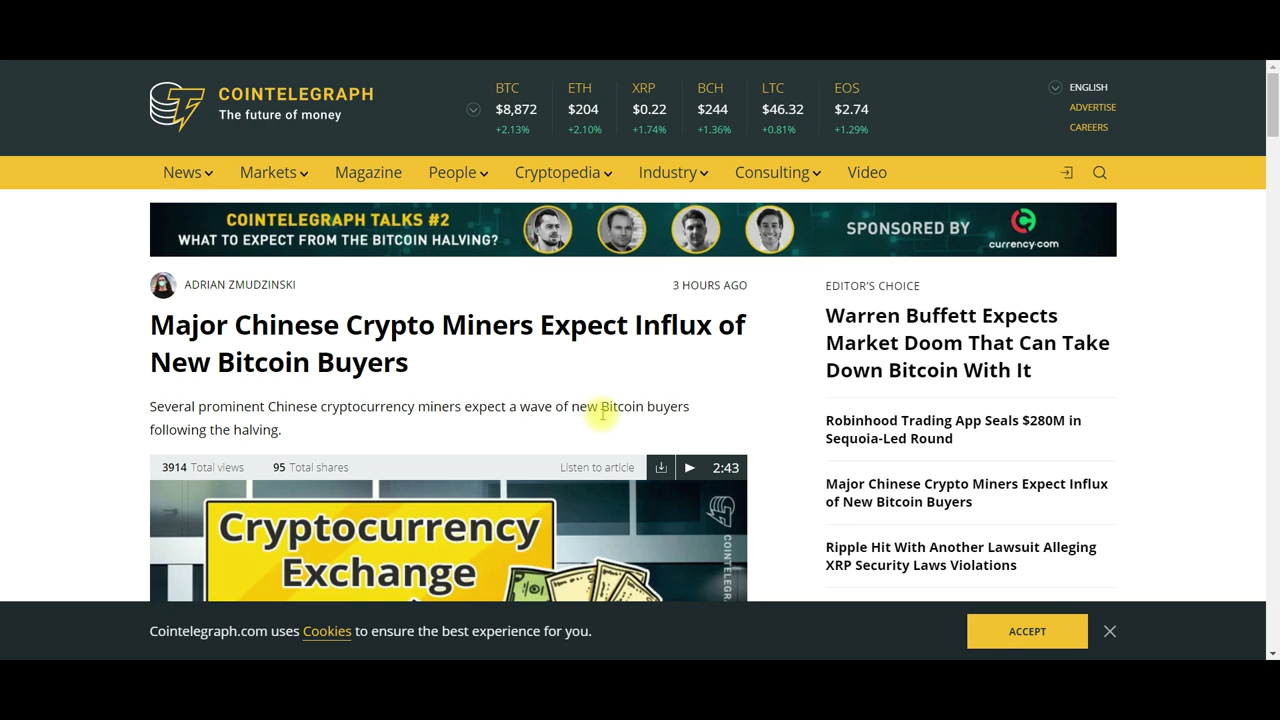 COINTELEGRAPH
The future of money
BTC ETH XRP BCH LTC EOS
$8,872 $204 $0.22 $244 $46.32 $2.74
+2.13% +2.10% +1.74% +1.36% +0.81% +1.29%
ENGLISH
ADVERTISE
CAREERS
News Markets Magazine People Cryptopedia Industry Consulting Video
COINTELEGRAPH TALKS #2
WHAT TO EXPECT FROM THE BITCOIN HALVING?
SPONSORED BY
currency.com
ADRIAN ZMUDZINSKI
3 HOURS AGO
Major Chinese Crypto Miners Expect Influx of
New Bitcoin Buyers
Several prominent Chinese cryptocurrency miners expect a wave of new Bitcoin buyers
following the halving.
3914 Total views 95 Total shares Listen to article 2:43
Cryptocurrency
Exchange
COINTELEGRA
EDITOR'S CHOICE
Warren Buffett Expects
Market Doom That Can Take
Down Bitcoin With It
Robinhood Trading App Seals $280M in
Sequoia-Led Round
Major Chinese Crypto Miners Expect Influx
of New Bitcoin Buyers
Ripple Hit With Another Lawsuit Alleging
XRP Security Laws Violations
Cointelegraph.com uses Cookies to ensure the best experience for you.
ACCEPT